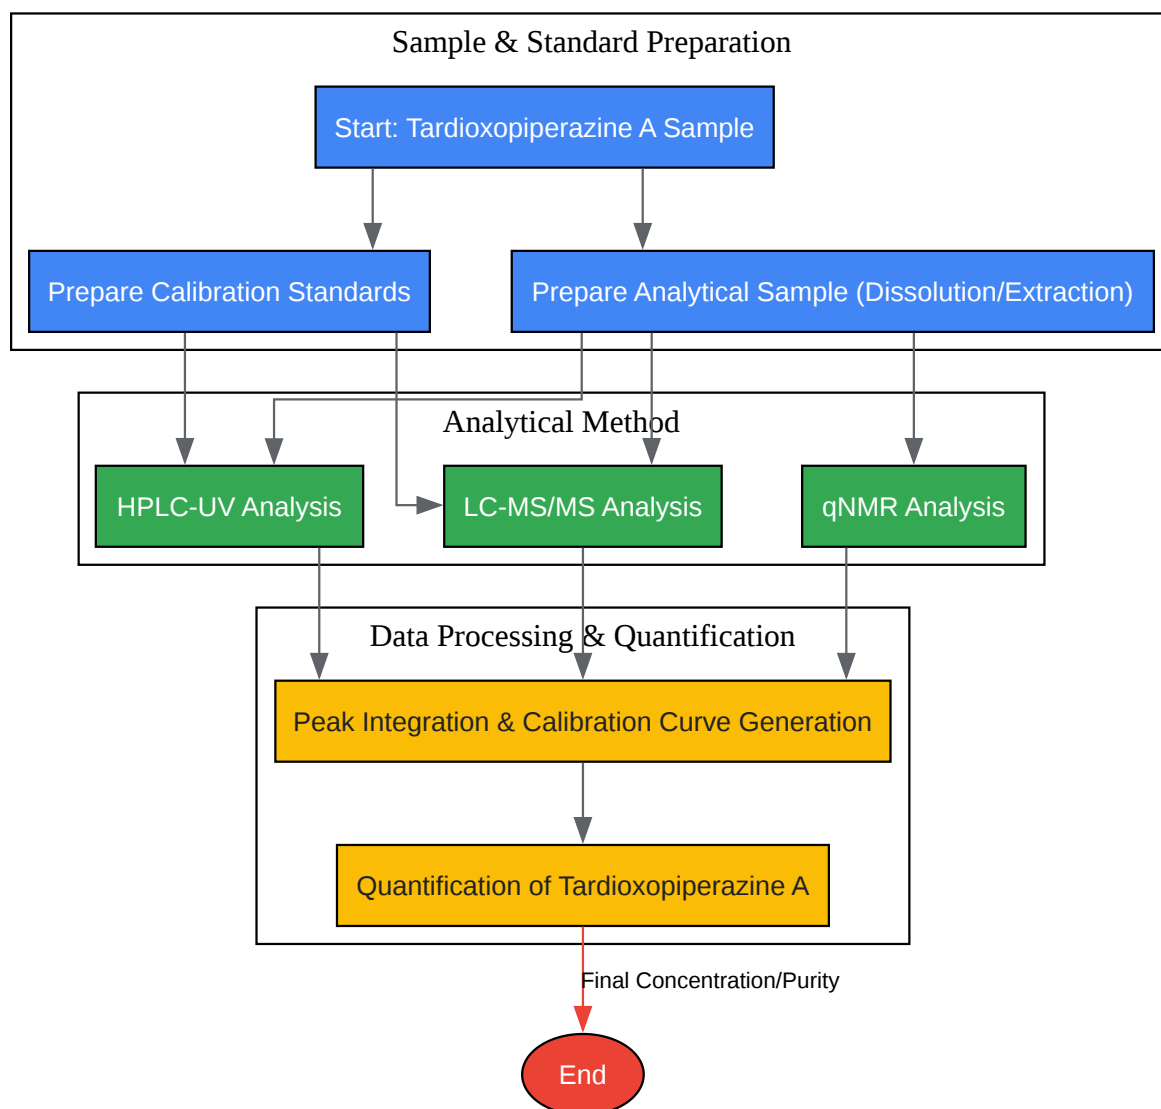 Sample & Standard Preparation
Start: Tardioxopiperazine A Sample
Prepare Calibration Standards
Prepare Analytical Sample (Dissolution/Extraction)
Analytical Method
HPLC-UV Analysis
LC-MS/MS Analysis
qNMR Analysis
Data Processing & Quantification
Peak Integration & Calibration Curve Generation
Quantification of Tardioxopiperazine A
Final Concentration/Purity
End